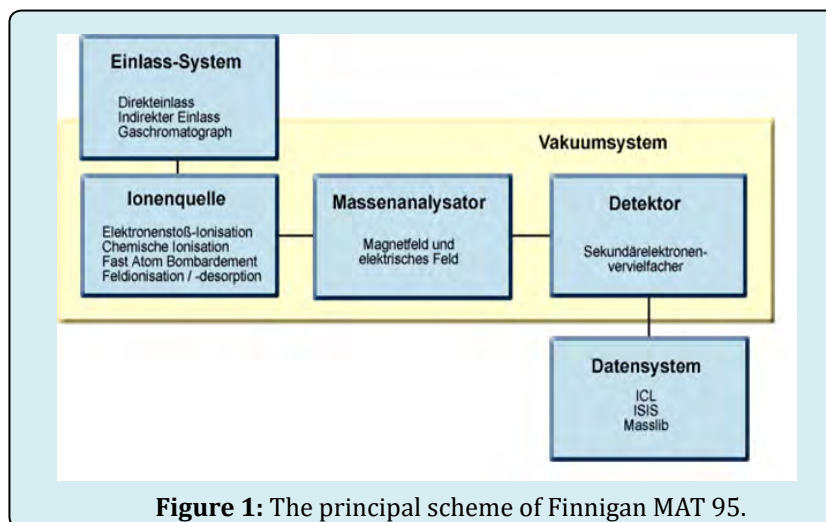 Einlass-System
Direkteinlass
Indirekter Einlass
Gaschromatograph
Vakuumsystem
Ionenquelle
Elektronenstoß-Ionisation
Chemische Ionisation
Fast Atom Bombardement
Feldionisation / -desorption
Massenanalysator
Magnetfeld und
elektrisches Feld
Detektor
Sekundärelektronen-
vervielfacher
Datensystem
ICL
ISIS
Masslib
Figure 1: The principal scheme of Finnigan MAT 95.